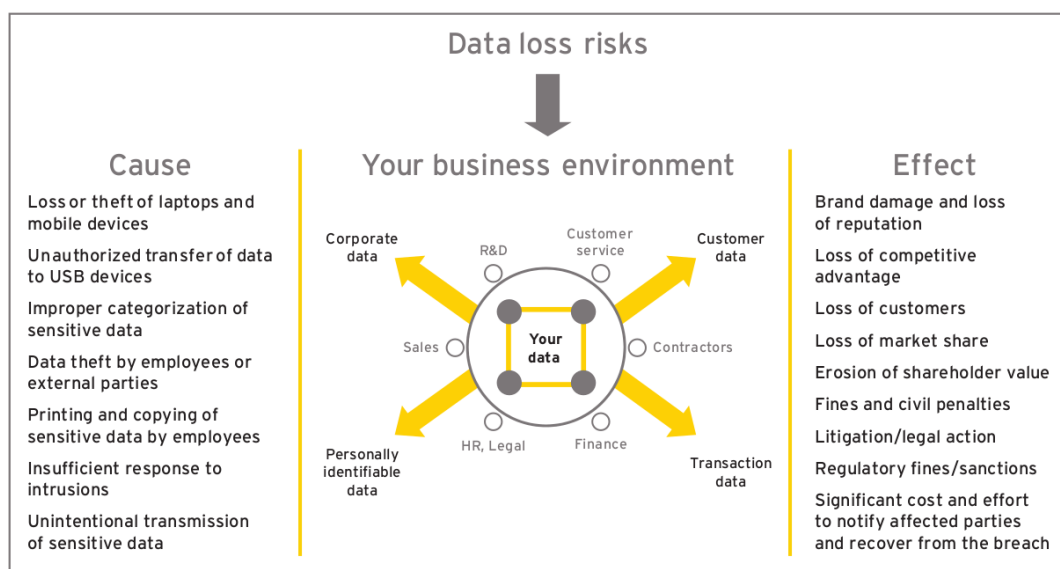 Data loss risks
Cause
Loss or theft of laptops and
mobile devices
Unauthorized transfer of data
to USB devices
Improper categorization of
sensitive data
Data theft by employees or
external parties
Printing and copying of
sensitive data by employees
Insufficient response to
intrusions
Unintentional transmission
of sensitive data
Your business environment
Corporate
data
R&D
Customer
service
Customer
data
Sales
Your
data
Contractors
Personally
identifiable
data
HR, Legal
Finance
Transaction
data
Effect
Brand damage and loss
of reputation
Loss of competitive
advantage
Loss of customers
Loss of market share
Erosion of shareholder value
Fines and civil penalties
Litigation/legal action
Regulatory fines/sanctions
Significant cost and effort
to notify affected parties
and recover from the breach